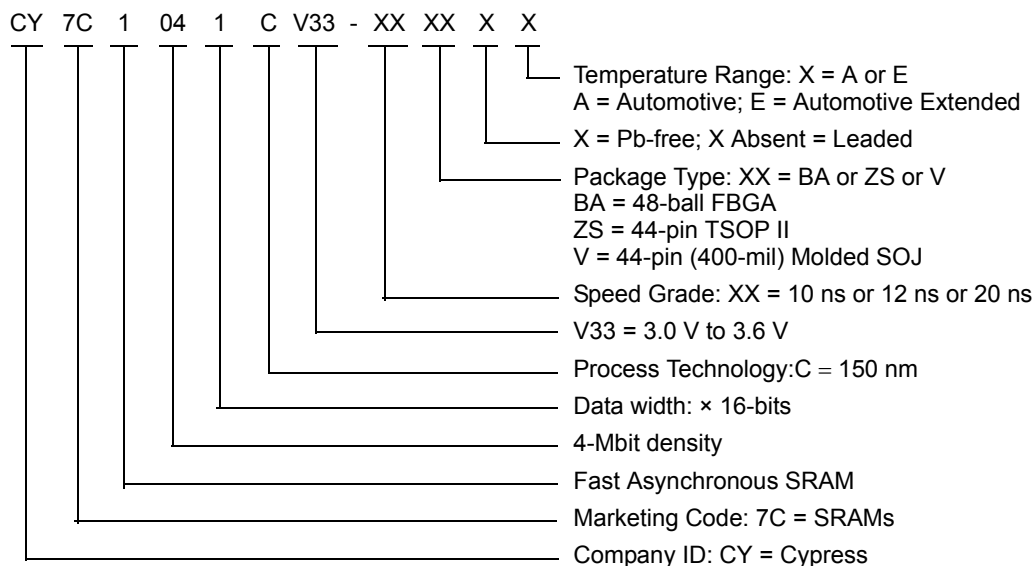 CY 7C 1 04 1 C V33 - XX XX X X
Temperature Range: X = A or E
A = Automotive; E = Automotive Extended
X = Pb-free; X Absent = Leaded
Package Type: XX = BA or ZS or V
BA = 48-ball FBGA
ZS = 44-pin TSOP II
V = 44-pin (400-mil) Molded SOJ
Speed Grade: XX = 10 ns or 12 ns or 20 ns
V33 = 3.0 V to 3.6 V
Process Technology:C = 150 nm
Data width: × 16-bits
4-Mbit density
Fast Asynchronous SRAM
Marketing Code: 7C = SRAMs
Company ID: CY = Cypress